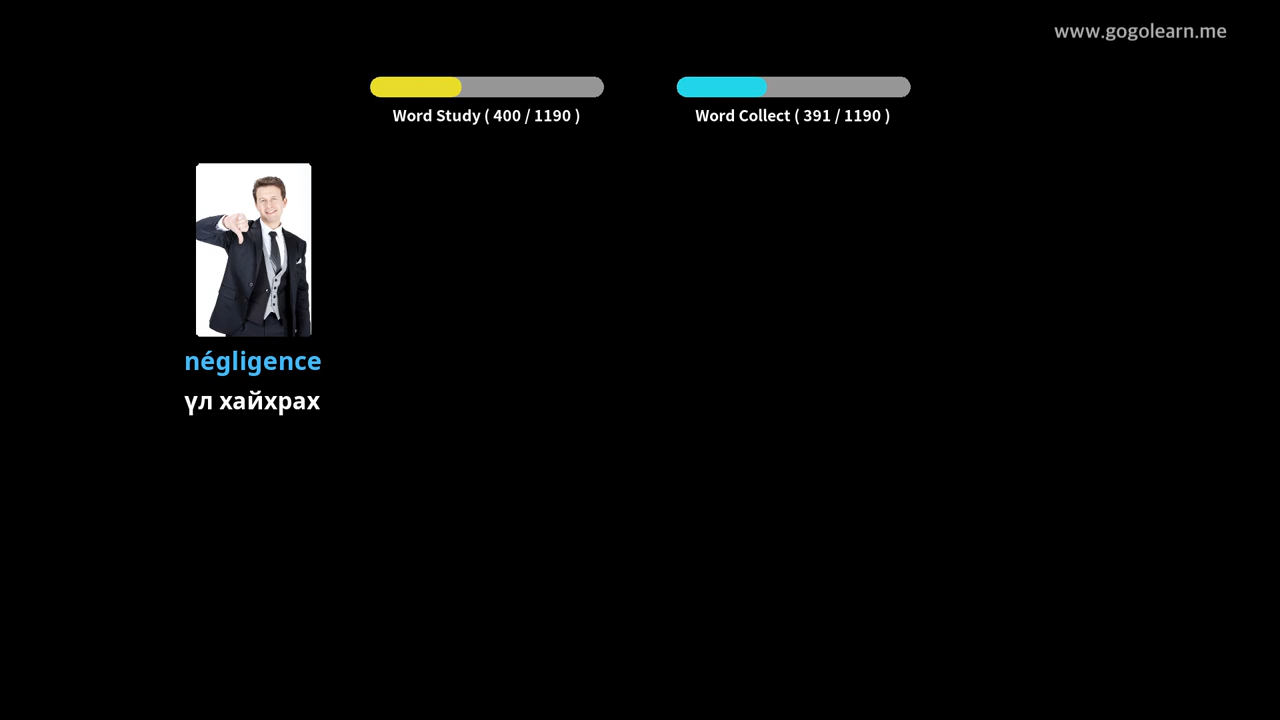 www.gogolearn.me
Word Study ( 400 / 1190 )
Word Collect ( 391 / 1190 )
négligence
үл хайхрах